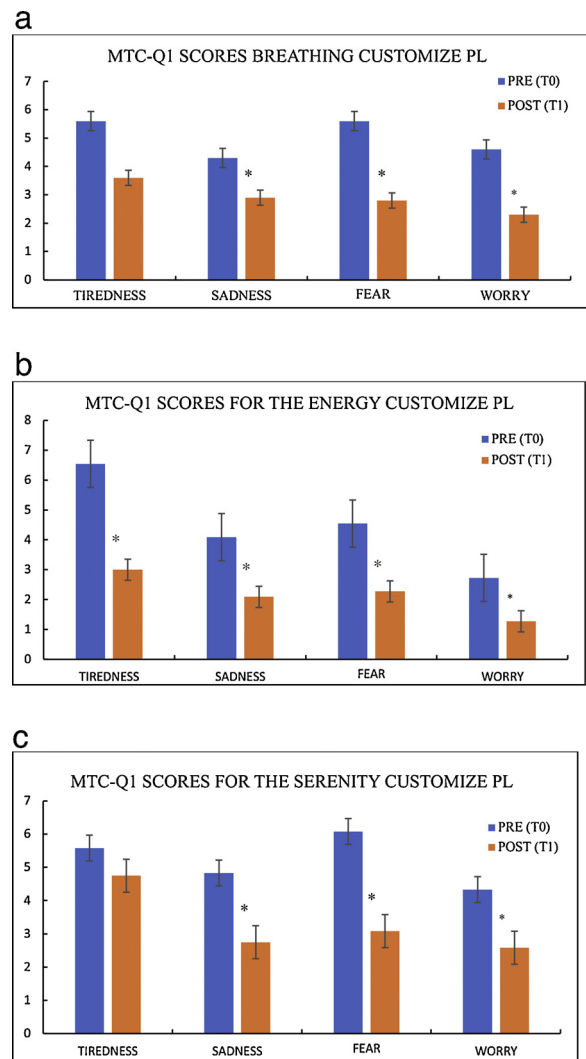 a
MTC-Q1 SCORES BREATHING CUSTOMIZE PL
7
6
5
4
3
2
1
0
PRE (T0)
POST (T1)
*
*
*
TIREDNESS SADNESS FEAR WORRY
b
MTC-Q1 SCORES FOR THE ENERGY CUSTOMIZE PL
8
7
6
5
4
3
2
1
0
PRE (T0)
POST (T1)
*
*
*
*
TIREDNESS SADNESS FEAR WORRY
c
MTC-Q1 SCORES FOR THE SERENITY CUSTOMIZE PL
7
6
5
4
3
2
1
0
PRE (T0)
POST (T1)
*
*
*
TIREDNESS SADNESS FEAR WORRY